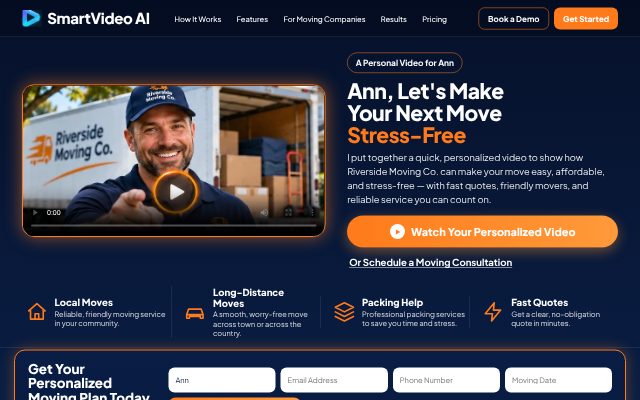 SmartVideo AI
How It Works
Features
For Moving Companies
Results
Pricing
Book a Demo
Get Started
Riverside
Moving Co.
Riverside
Moving Co.
0:00
A Personal Video for Ann
Ann, Let's Make
Your Next Move
Stress-Free
I put together a quick, personalized video to show how
Riverside Moving Co. can make your move easy, affordable,
and stress-free — with fast quotes, friendly movers, and
reliable service you can count on.
Watch Your Personalized Video
Or Schedule a Moving Consultation
Local Moves
Reliable, friendly moving service
in your community.
Long-Distance
Moves
A smooth, worry-free move
across town or across the
country.
Packing Help
Professional packing services
to save you time and stress.
Fast Quotes
Get a clear, no-obligation
quote in minutes.
Get Your
Personalized
Moving Plan Today
Ann
Email Address
Phone Number
Moving Date